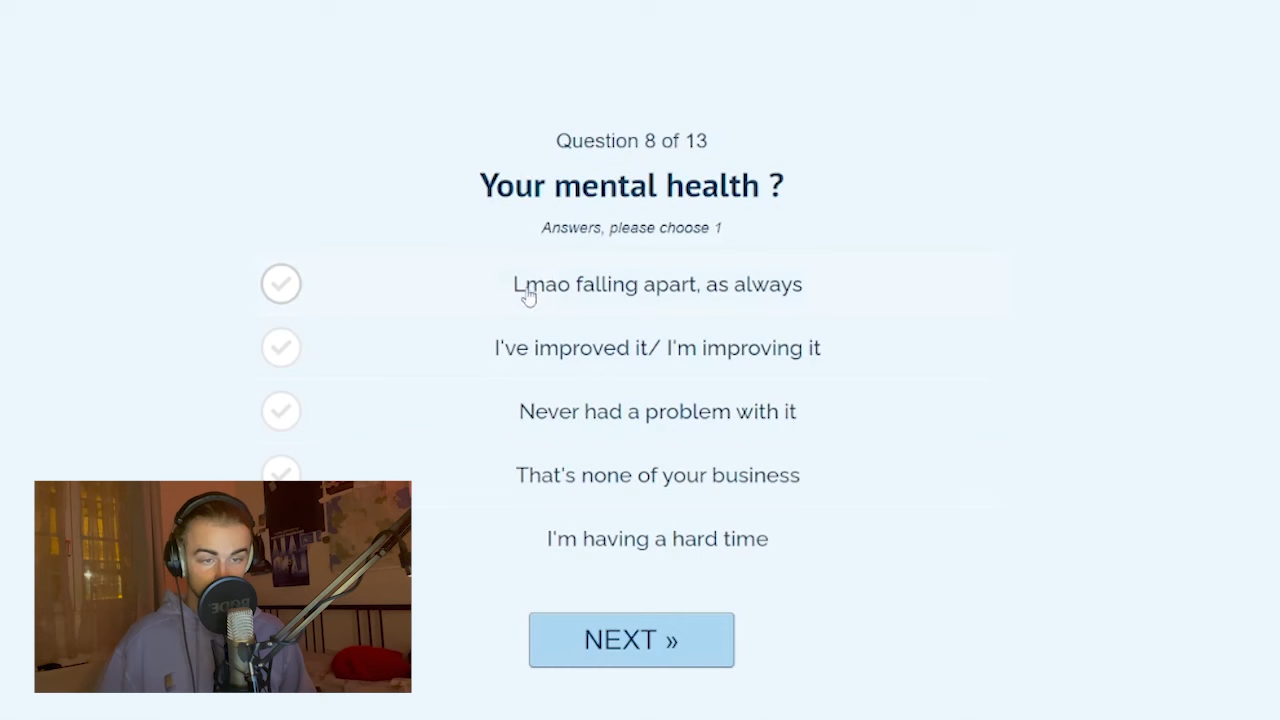 Question 8 of 13
Your mental health ?
Answers, please choose 1
Lmao falling apart, as always
I've improved it/ I'm improving it
Never had a problem with it
That's none of your business
I'm having a hard time
NEXT »
RODE